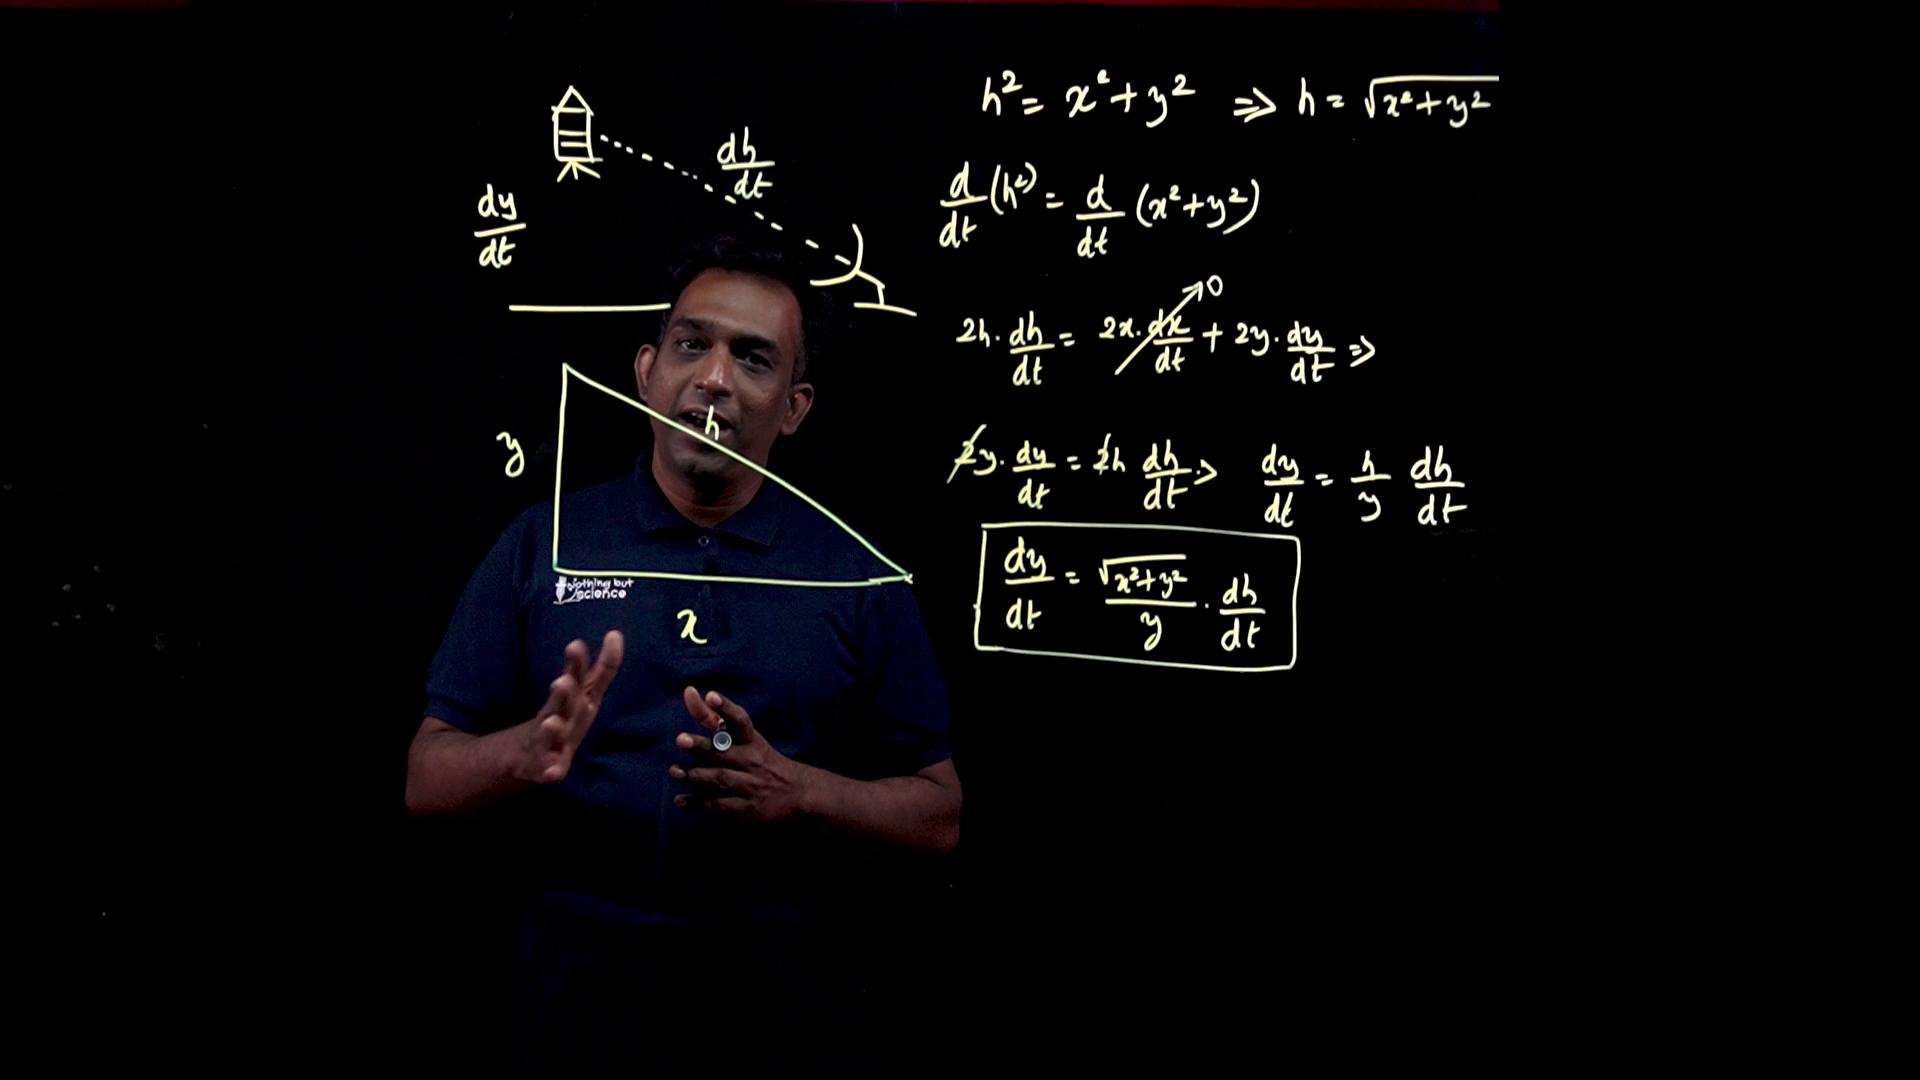 dy/dt
dh/dt
y
h
x
Nothing but
science
h² = x² + y² ⇒ h = √(x² + y²)
d/dt (h²) = d/dt (x² + y²)
2h · dh/dt = 2x · dx/dt + 2y · dy/dt ⇒
0
2y · dy/dt = 2h dh/dt ⇒ dy/dt = h/y dh/dt
dy/dt = √(x² + y²)/y · dh/dt